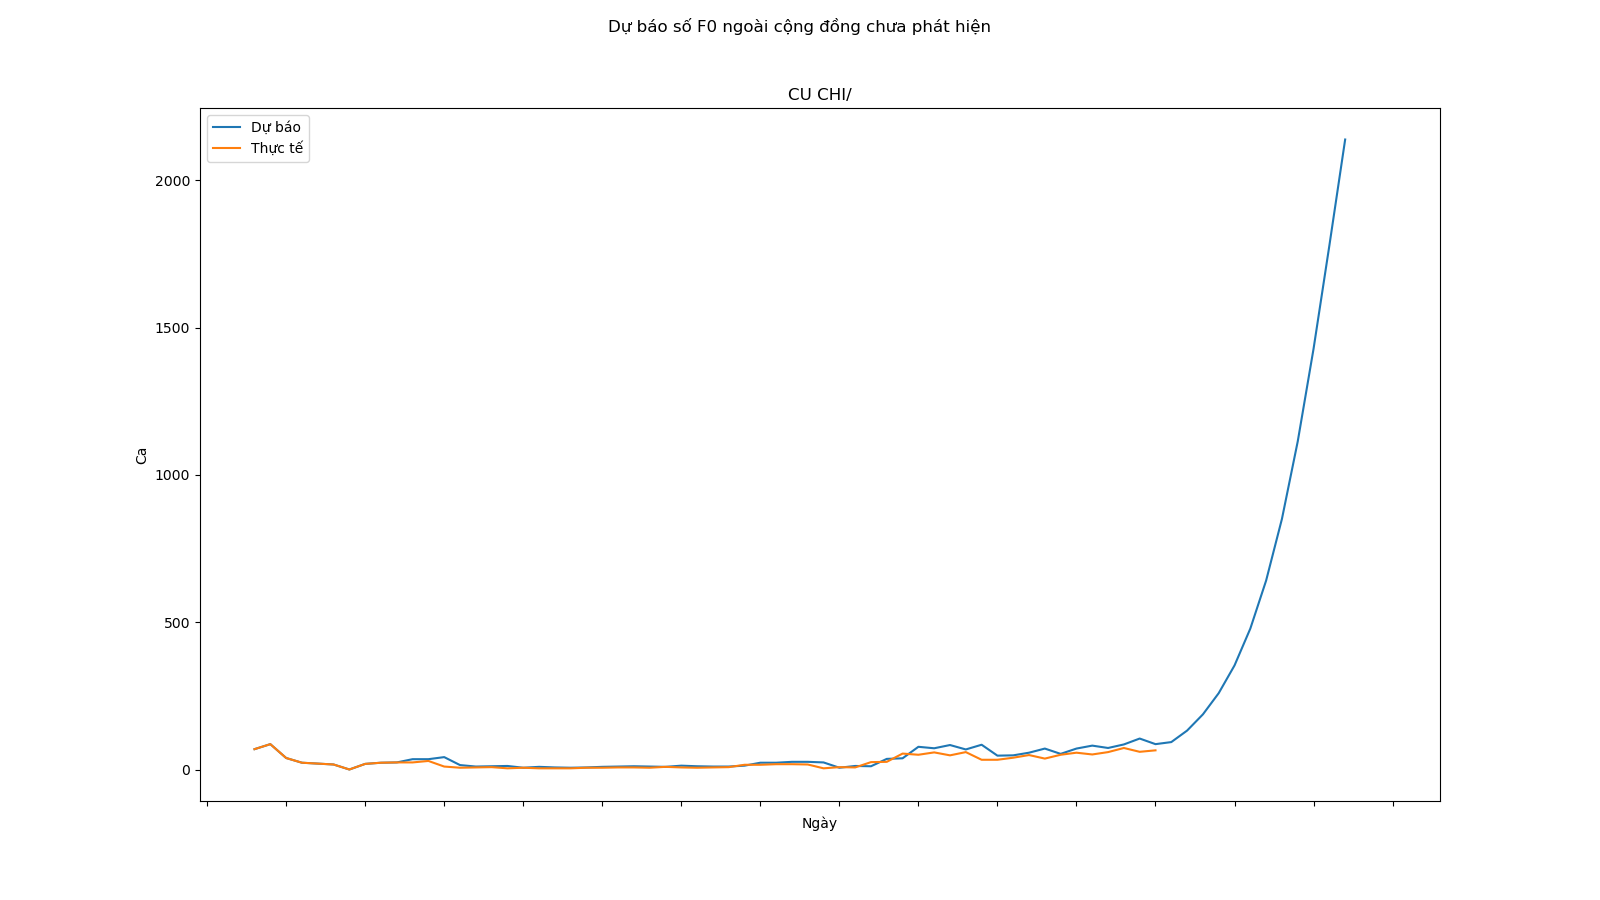 Dự báo số F0 ngoài cộng đồng chưa phát hiện
CU CHI/
Dự báo
Thực tế
2000
1500
1000
500
0
Ca
Ngày